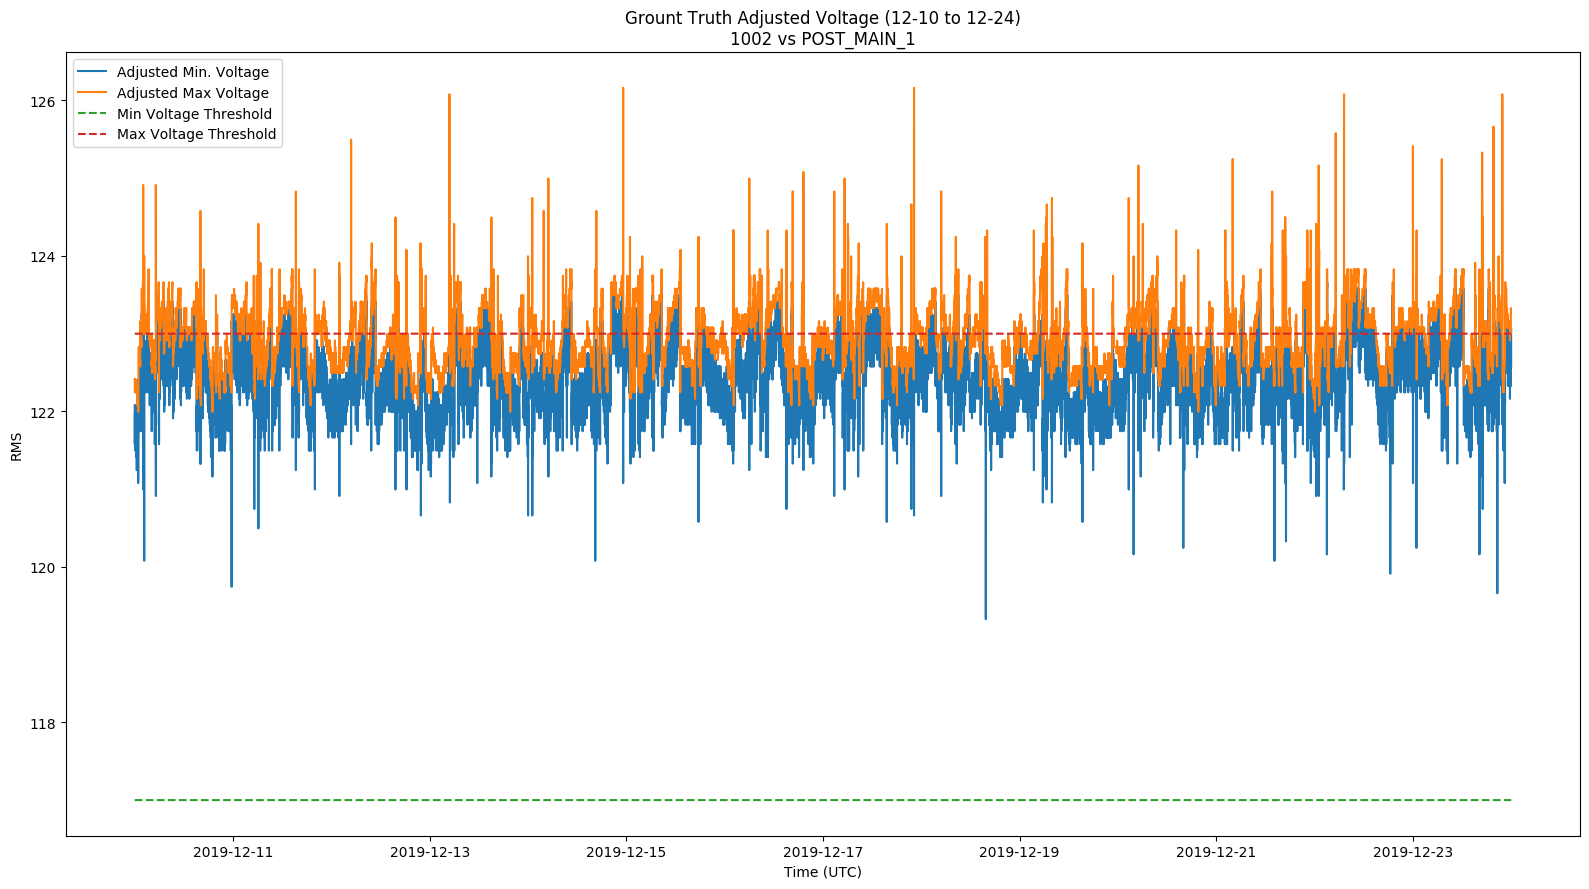 Grount Truth Adjusted Voltage (12-10 to 12-24)
1002 vs POST_MAIN_1
Adjusted Min. Voltage
Adjusted Max Voltage
Min Voltage Threshold
Max Voltage Threshold
126
124
122
120
118
RMS
2019-12-11
2019-12-13
2019-12-15
2019-12-17
2019-12-19
2019-12-21
2019-12-23
Time (UTC)